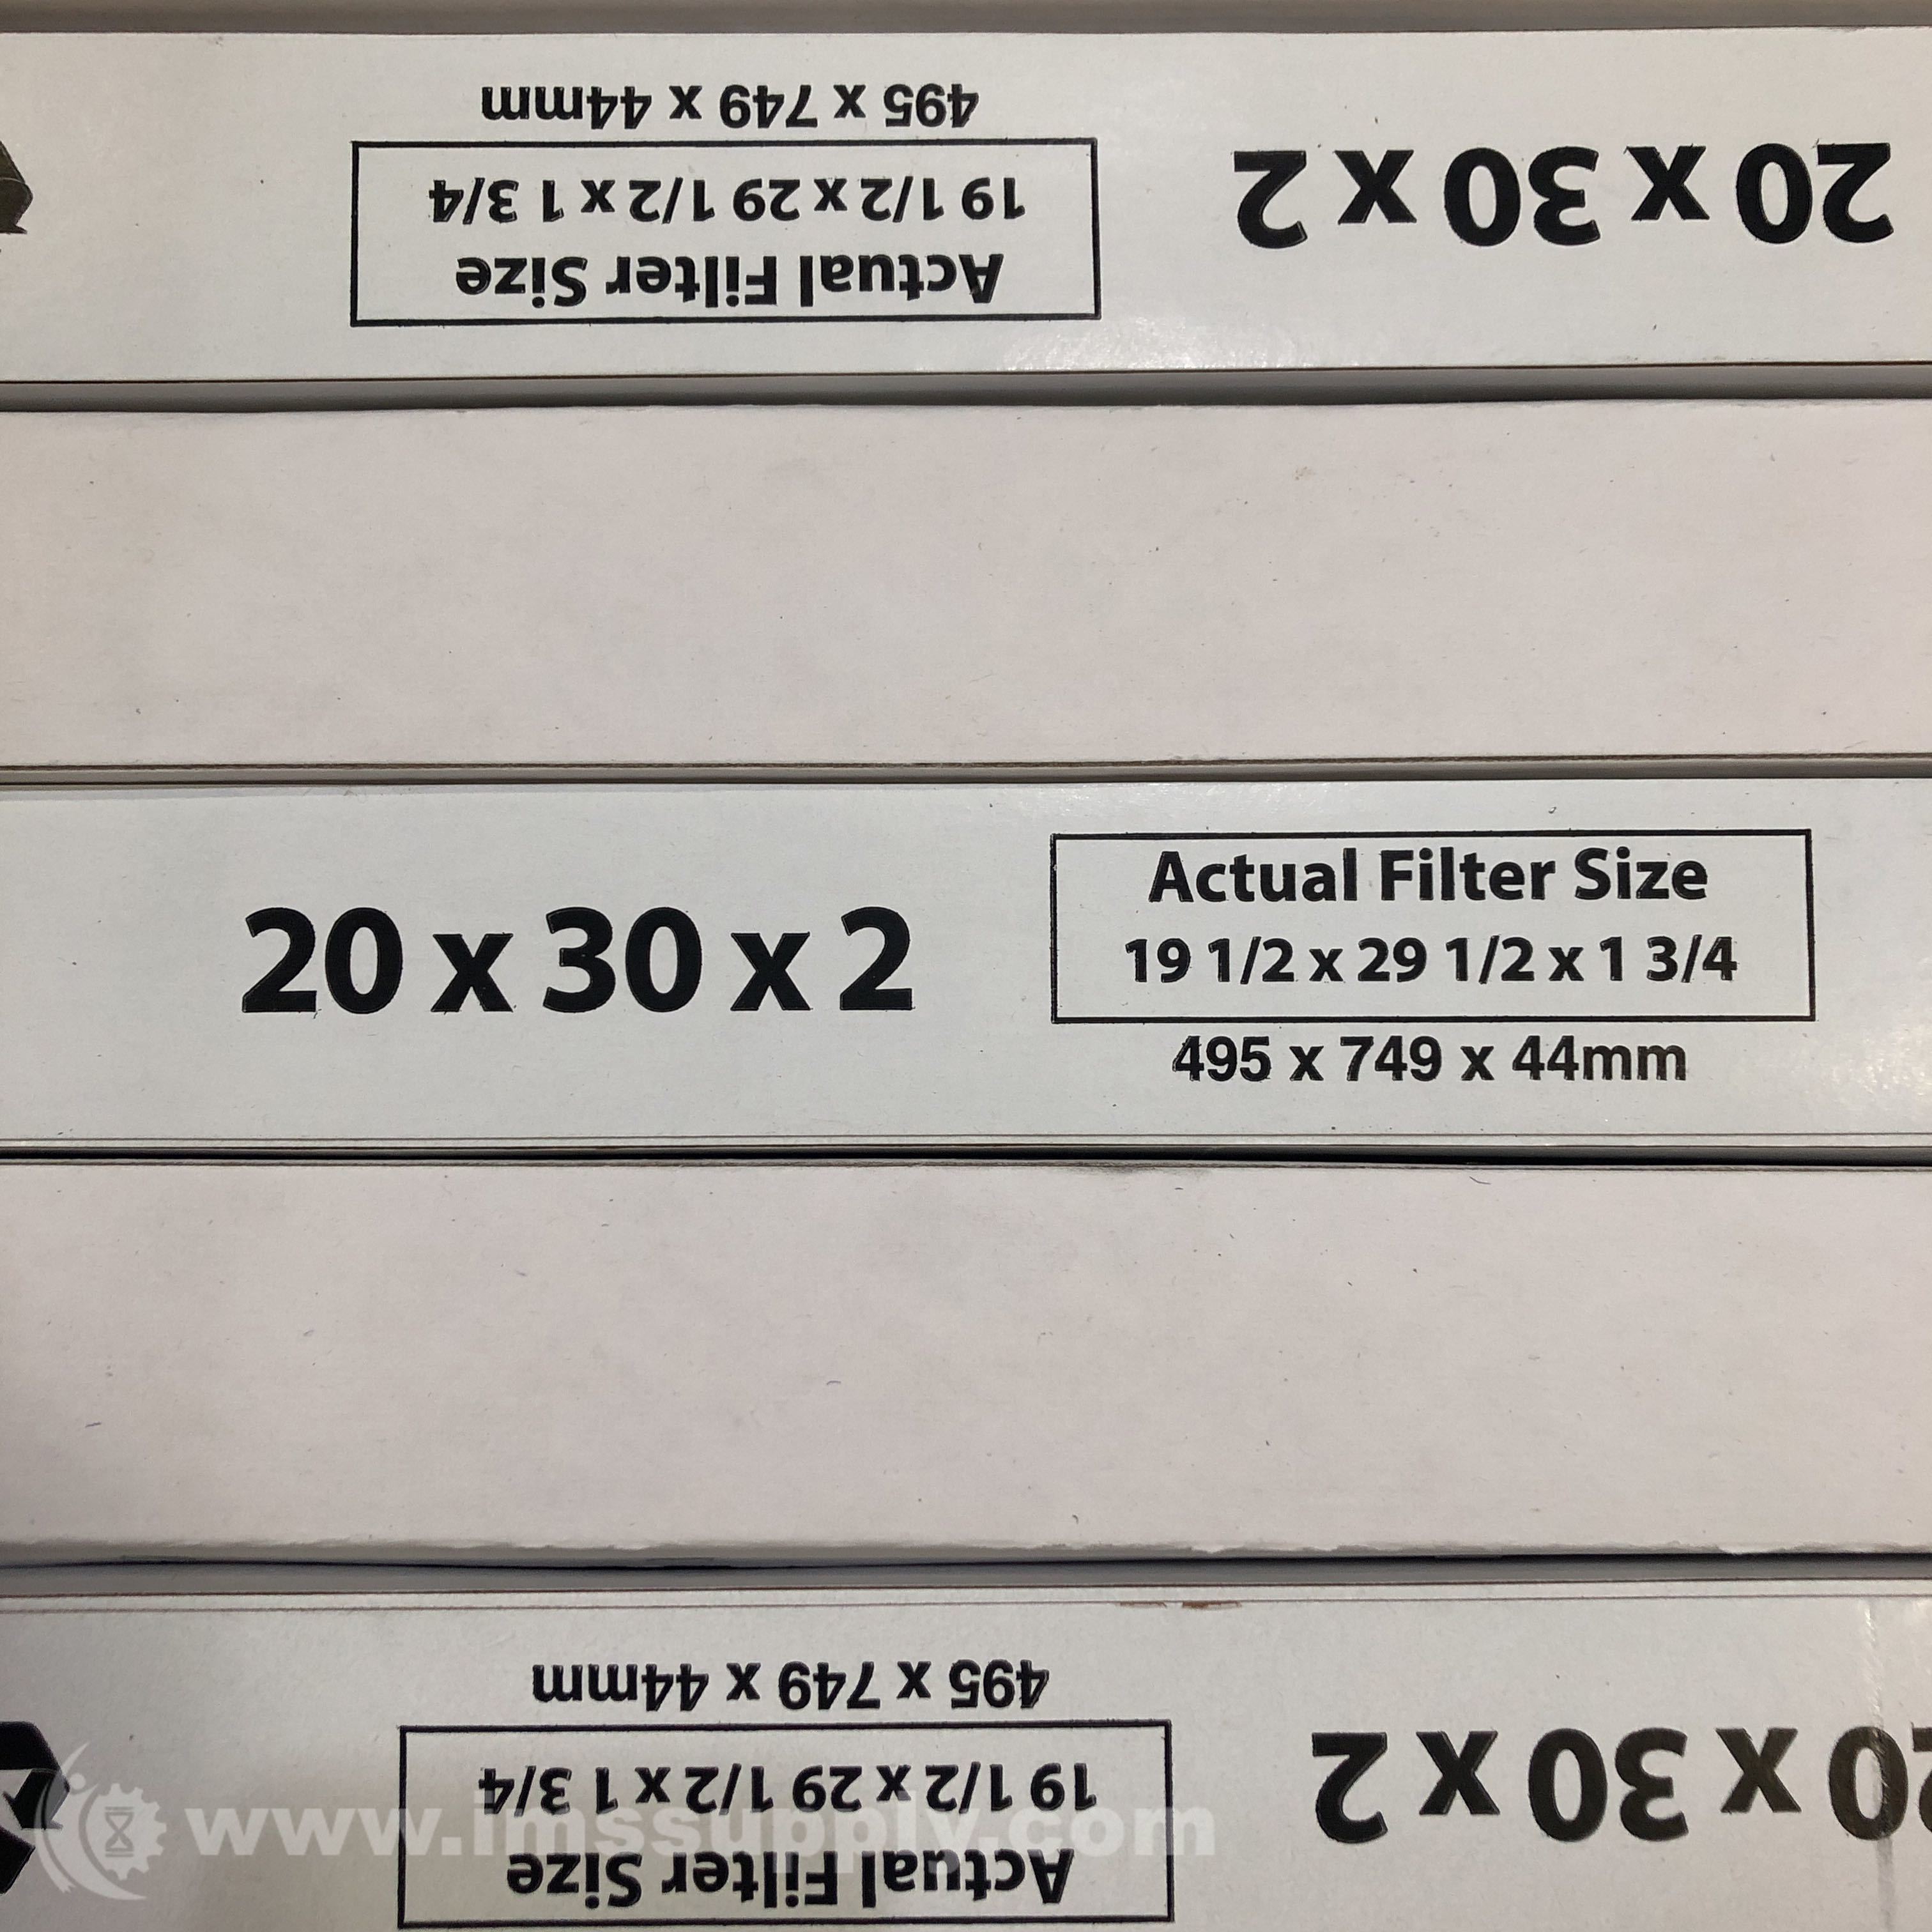 495 x 749 x 44mm
19 1/2 x 29 1/2 x 1 3/4
Actual Filter Size
20 x 30 x 2
20 x 30 x 2
Actual Filter Size
19 1/2 x 29 1/2 x 1 3/4
495 x 749 x 44mm
495 x 749 x 44mm
19 1/2 x 29 1/2 x 1 3/4
Actual Filter Size
0 x 30 x 2
www.imssupply.com